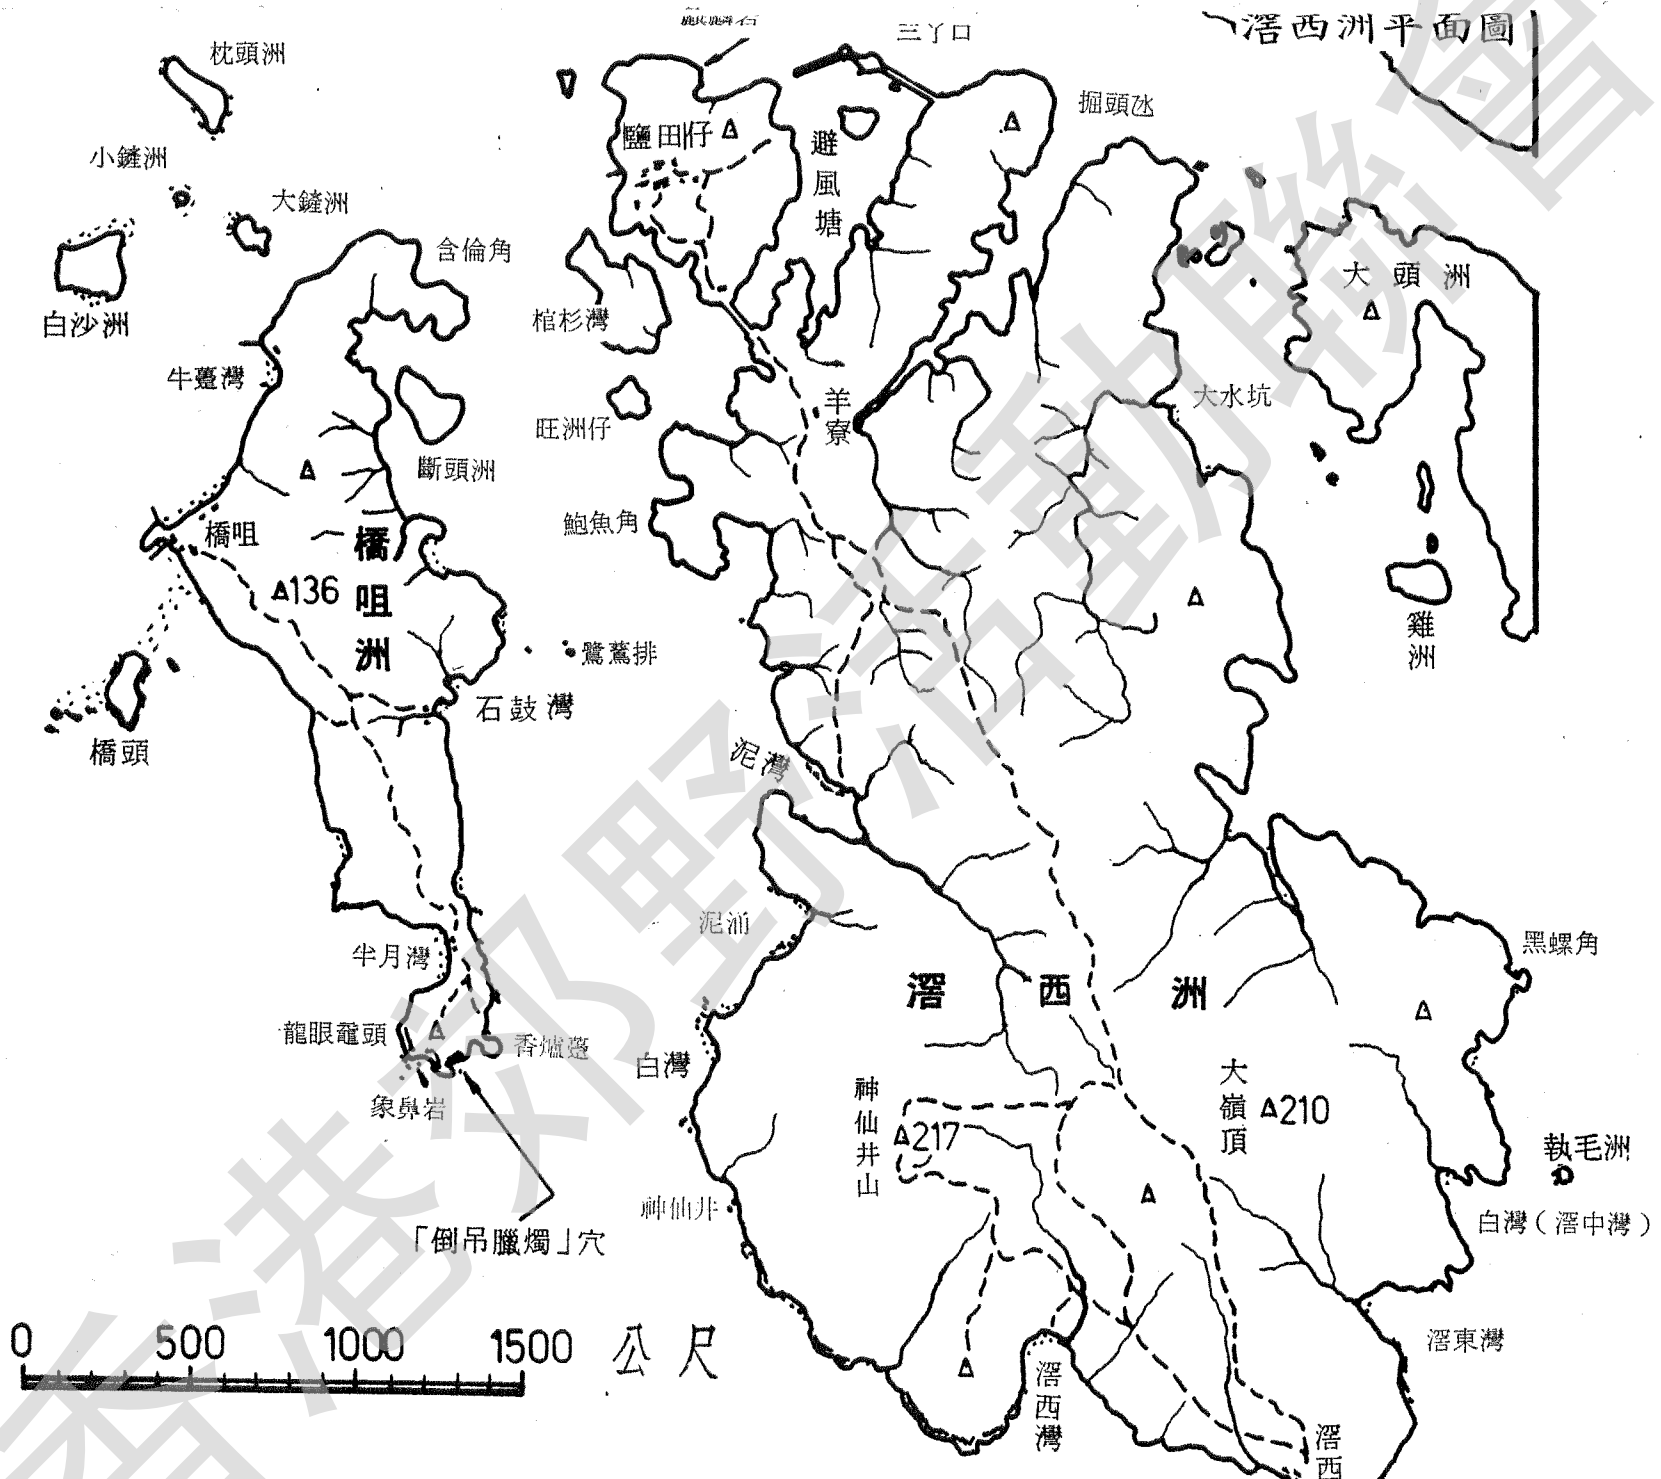 滘西洲平面圖
三丫口
枕頭洲
小鏟洲
大鏟洲
白沙洲
含倫角
牛躉灣
斷頭洲
橋咀
橋咀洲
136
橋頭
石鼓灣
鷺鶿排
半月灣
龍眼龕頭
象鼻岩
香爐躉
「倒吊臘燭」穴
鹽田仔
避風塘
掘頭氹
棺杉灣
旺洲仔
羊寮
鮑魚角
大頭洲
大水坑
雞洲
泥灣
泥涌
白灣
滘西洲
神仙井山
217
大嶺頂
210
黑螺角
執毛洲
白灣(滘中灣)
神仙井
滘東灣
滘西灣
滘西
0 500 1000 1500 公尺
香港郊野活動聯會